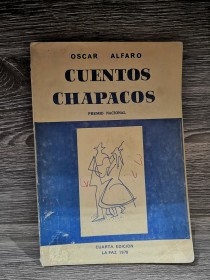 OSCAR ALFARO
CUENTOS
CHAPACOS
PREMIO NACIONAL
CUARTA EDICION
LA PAZ 1978